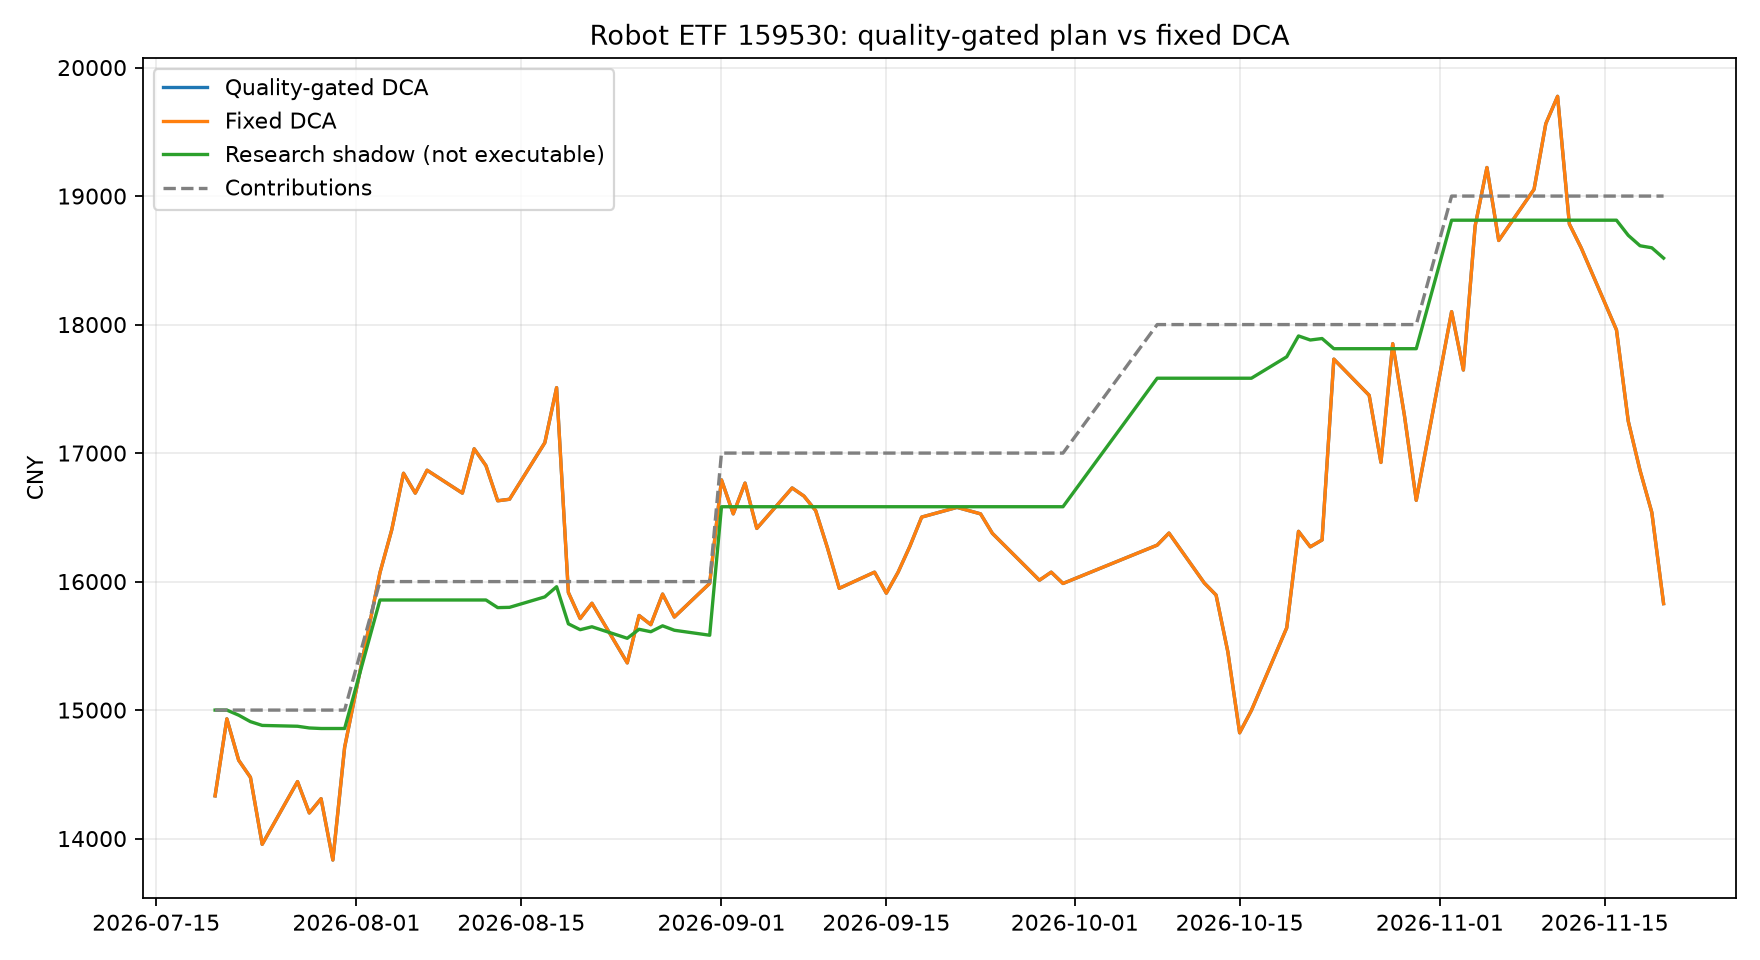 Robot ETF 159530: quality-gated plan vs fixed DCA
Quality-gated DCA
Fixed DCA
Research shadow (not executable)
Contributions
CNY
20000
19000
18000
17000
16000
15000
14000
2026-07-15
2026-08-01
2026-08-15
2026-09-01
2026-09-15
2026-10-01
2026-10-15
2026-11-01
2026-11-15